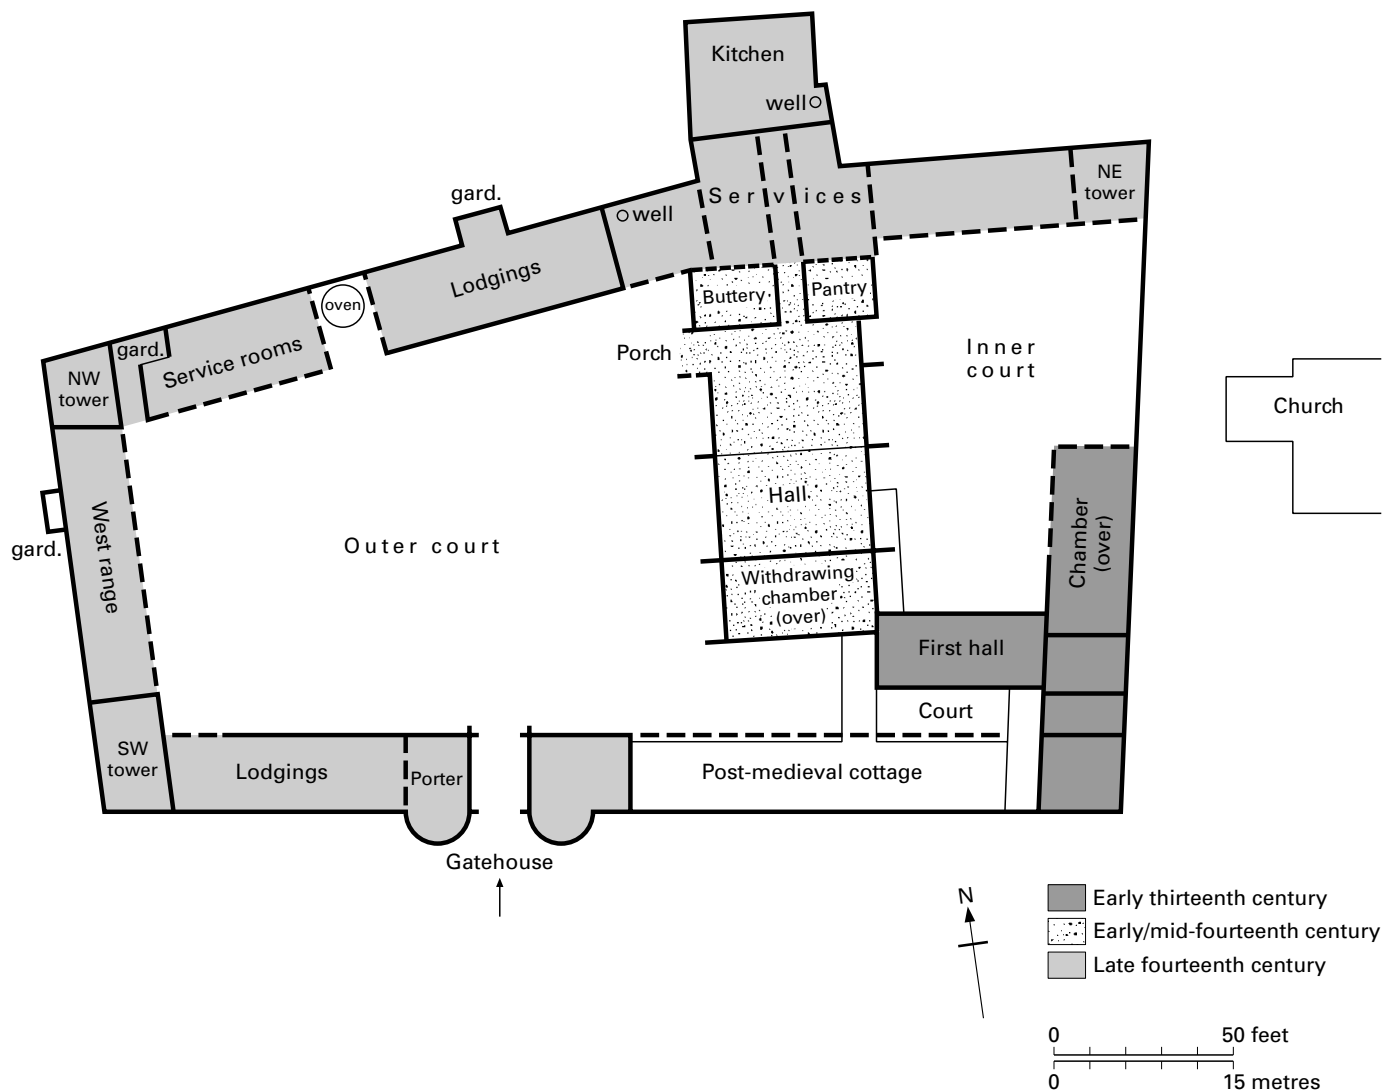 Kitchen
well
gard.
well
Services
NE
tower
Lodgings
oven
Buttery
Pantry
gard.
Service rooms
Porch
Inner
court
NW
tower
Church
West range
Hall
gard.
Outer court
Chamber
(over)
Withdrawing
chamber
(over)
First hall
Court
SW
tower
Lodgings
Porter
Post-medieval cottage
Gatehouse
N
Early thirteenth century
Early/mid-fourteenth century
Late fourteenth century
0 50 feet
0 15 metres